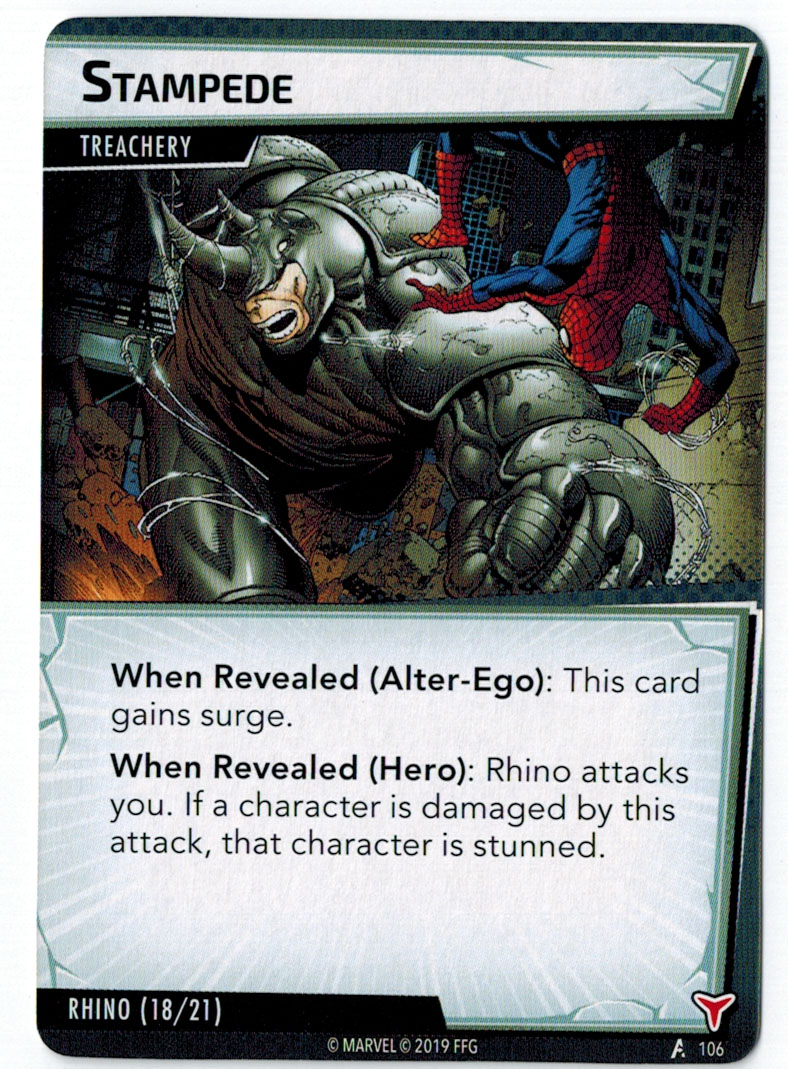 STAMPEDE
TREACHERY
When Revealed (Alter-Ego): This card
gains surge.
When Revealed (Hero): Rhino attacks
you. If a character is damaged by this
attack, that character is stunned.
RHINO (18/21)
© MARVEL © 2019 FFG
106